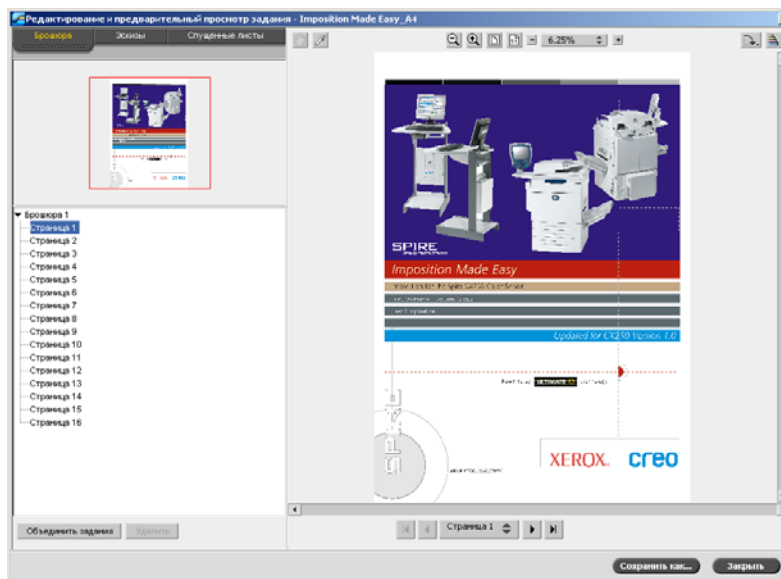 Редактирование и предварительный просмотр задания - Imposition Made Easy_A4
Брошюра
Эскизы
Спущенные листы
6.25%
Брошюра 1
Страница 1
Страница 2
Страница 3
Страница 4
Страница 5
Страница 6
Страница 7
Страница 8
Страница 9
Страница 10
Страница 11
Страница 12
Страница 13
Страница 14
Страница 15
Страница 16
Объединить задания
Удалить
SPIRE
Imposition Made Easy
Updated for CX250 Version 1.0
ULTIMATE
SPYD
XEROX.
creo
Страница 1
Сохранить как...
Закрыть